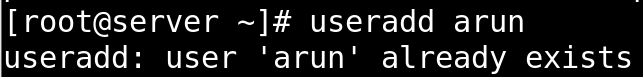 [root@server ~]# useradd arun
useradd: user 'arun' already exists